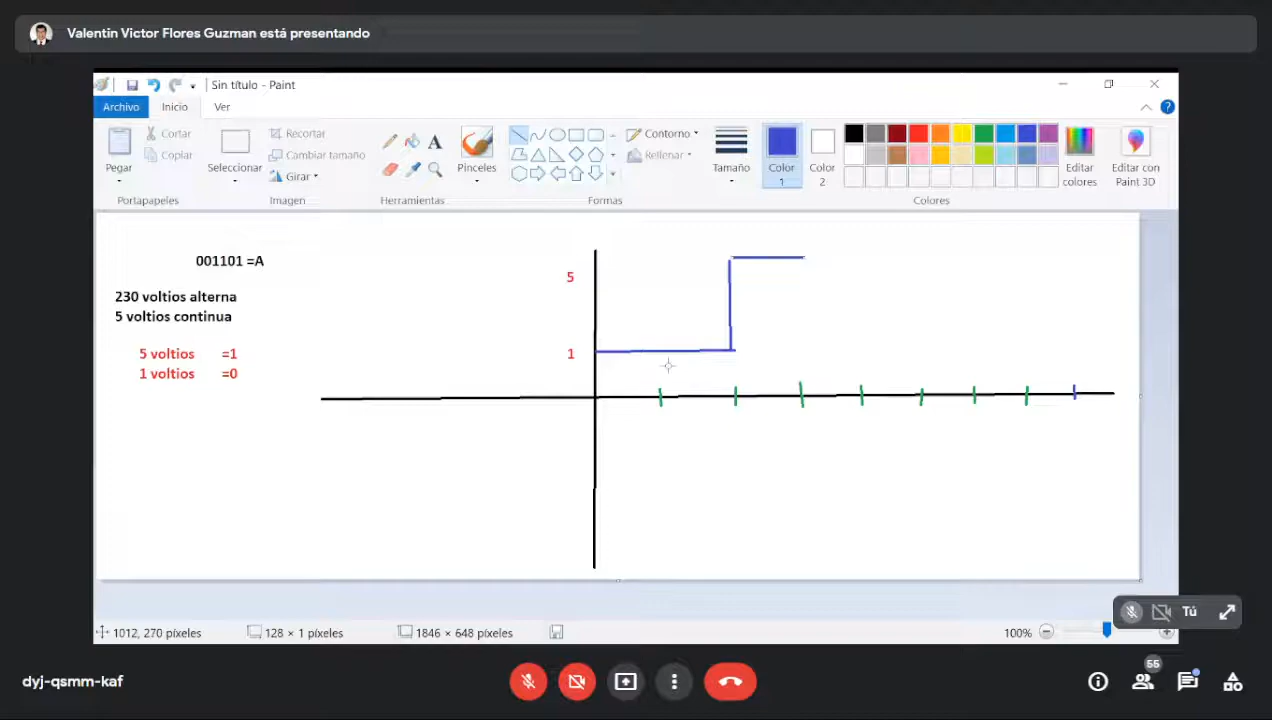 Valentin Victor Flores Guzman está presentando
Sin título - Paint
Archivo Inicio Ver
Pegar
Cortar
Copiar
Portapapeles
Seleccionar
Recortar
Cambiar tamaño
Girar
Imagen
A
Herramientas
Pinceles
Contorno
Rellenar
Formas
Tamaño
Color 1
Color 2
Editar colores
Editar con Paint 3D
Colores
001101 =A
230 voltios alterna
5 voltios continua
5 voltios =1
1 voltios =0
5
1
Tú
1012, 270 píxeles 128 × 1 píxeles 1846 × 648 píxeles 100%
dyj-qsmm-kaf
55